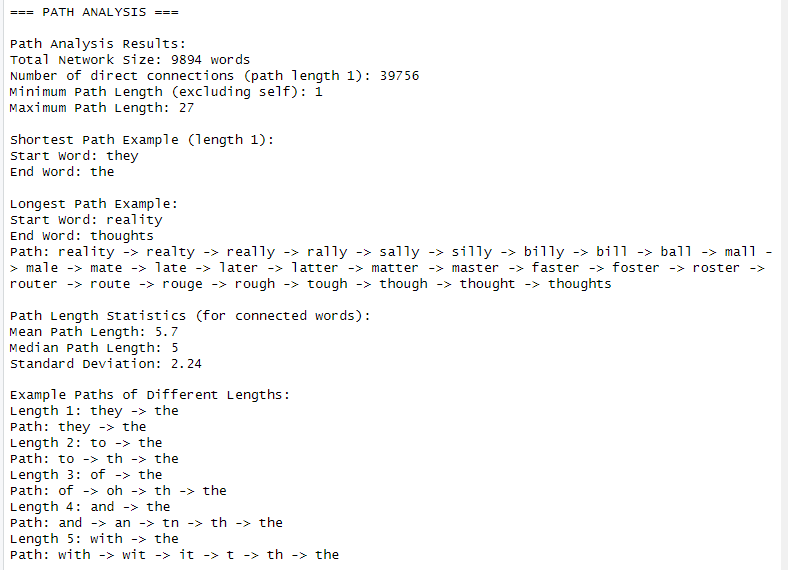 === PATH ANALYSIS ===
Path Analysis Results:
Total Network Size: 9894 words
Number of direct connections (path length 1): 39756
Minimum Path Length (excluding self): 1
Maximum Path Length: 27
Shortest Path Example (length 1):
Start Word: they
End Word: the
Longest Path Example:
Start Word: reality
End Word: thoughts
Path: reality -> realty -> really -> rally -> sally -> silly -> billy -> bill -> ball -> mall -
> male -> mate -> late -> later -> latter -> matter -> master -> faster -> foster -> roster ->
router -> route -> rouge -> rough -> tough -> though -> thought -> thoughts
Path Length Statistics (for connected words):
Mean Path Length: 5.7
Median Path Length: 5
Standard Deviation: 2.24
Example Paths of Different Lengths:
Length 1: they -> the
Path: they -> the
Length 2: to -> the
Path: to -> th -> the
Length 3: of -> the
Path: of -> oh -> th -> the
Length 4: and -> the
Path: and -> an -> tn -> th -> the
Length 5: with -> the
Path: with -> wit -> it -> t -> th -> the